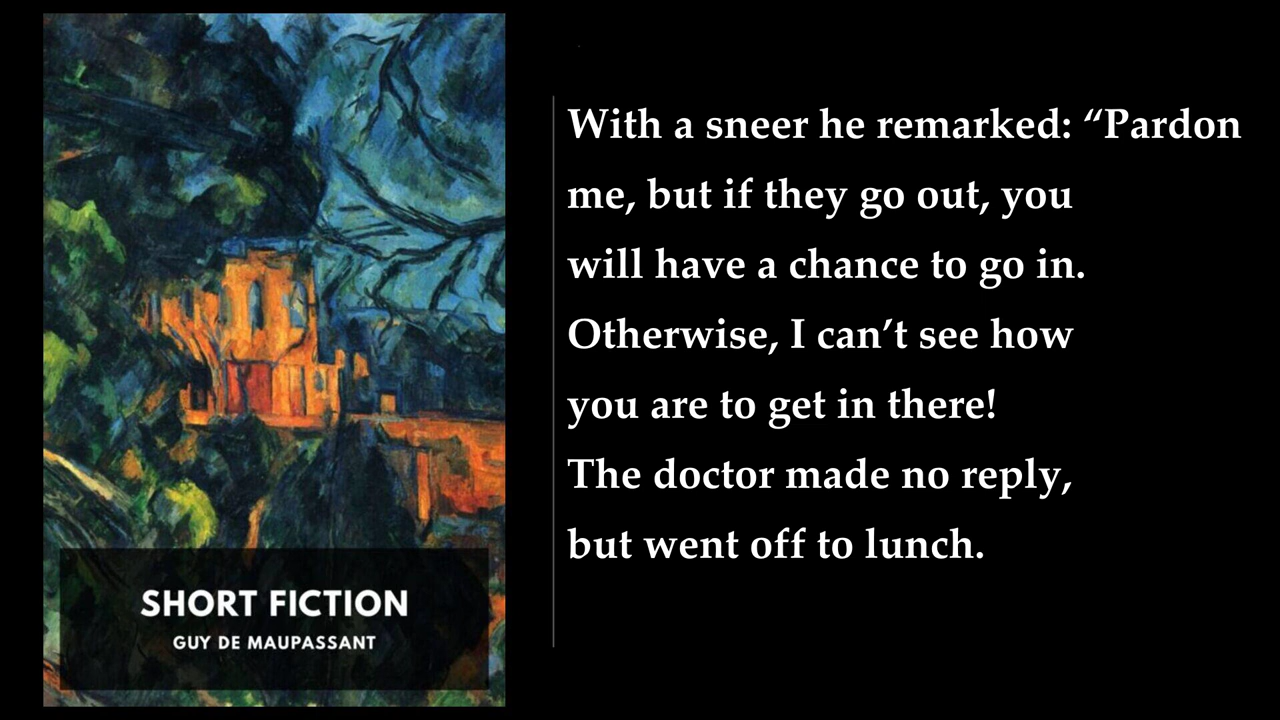 With a sneer he remarked: “Pardon
me, but if they go out, you
will have a chance to go in.
Otherwise, I can’t see how
you are to get in there!
The doctor made no reply,
but went off to lunch.
SHORT FICTION
GUY DE MAUPASSANT